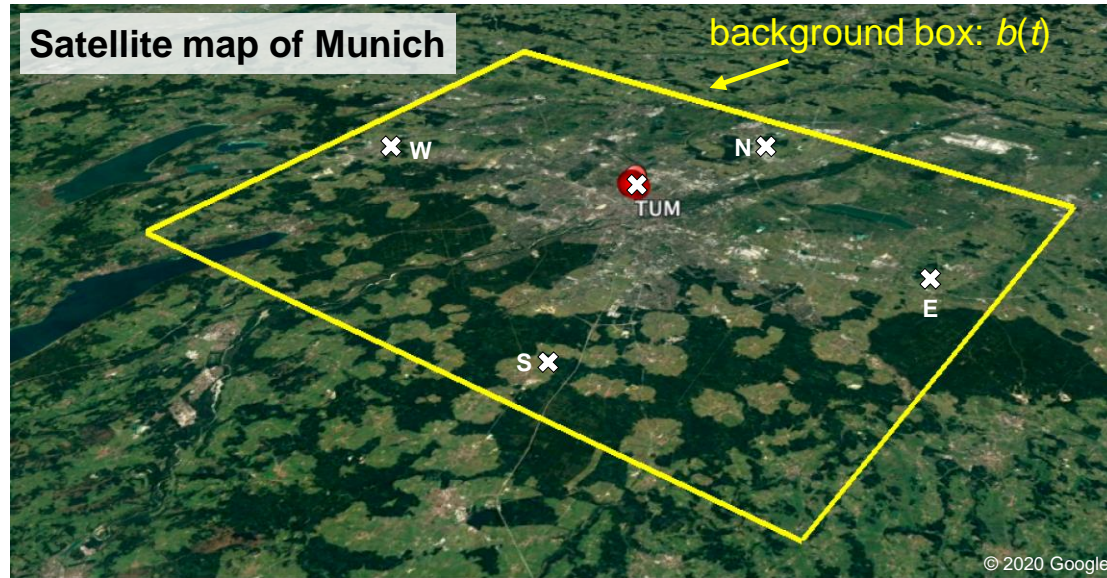 Satellite map of Munich
background box: b(t)
W
N
TUM
E
S
© 2020 Google